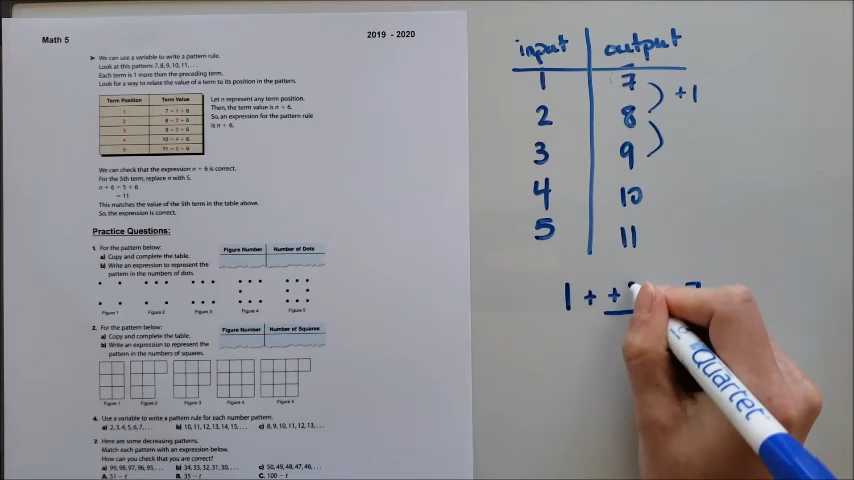 Math 5
2019 - 2020
We can use a variable to write a pattern rule.
Look at this pattern: 7, 8, 9, 10, 11, . . .
Each term is 1 more than the preceding term.
Look for a way to relate the value of a term to its position in the pattern.
Term Position Term Value
1 7 = 1 + 6
2 8 = 2 + 6
3 9 = 3 + 6
4 10 = 4 + 6
5 11 = 5 + 6
Let n represent any term position.
Then, the term value is n + 6.
So, an expression for the pattern rule
is n + 6.
We can check that the expression n + 6 is correct.
For the 5th term, replace n with 5.
n + 6 = 5 + 6
= 11
This matches the value of the 5th term in the table above.
So, the expression is correct.
Practice Questions:
1. For the pattern below:
a) Copy and complete the table.
b) Write an expression to represent the
pattern in the numbers of dots.
Figure Number Number of Dots
Figure 1 Figure 2 Figure 3 Figure 4 Figure 5
2. For the pattern below:
a) Copy and complete the table.
b) Write an expression to represent the
pattern in the numbers of squares.
Figure Number Number of Squares
Figure 1 Figure 2 Figure 3 Figure 4 Figure 5
4. Use a variable to write a pattern rule for each number pattern.
a) 2, 3, 4, 5, 6, 7, . . . b) 10, 11, 12, 13, 14, 15, . . . c) 8, 9, 10, 11, 12, 13, . . .
7. Here are some decreasing patterns.
Match each pattern with an expression below.
How can you check that you are correct?
a) 99, 98, 97, 96, 95, . . . b) 34, 33, 32, 31, 30, . . . c) 50, 49, 48, 47, 46, . . .
A. 51 - t B. 35 - t C. 100 - t
input output
1 7
2 8
3 9
4 10
5 11
+1
1 + +
Quartet